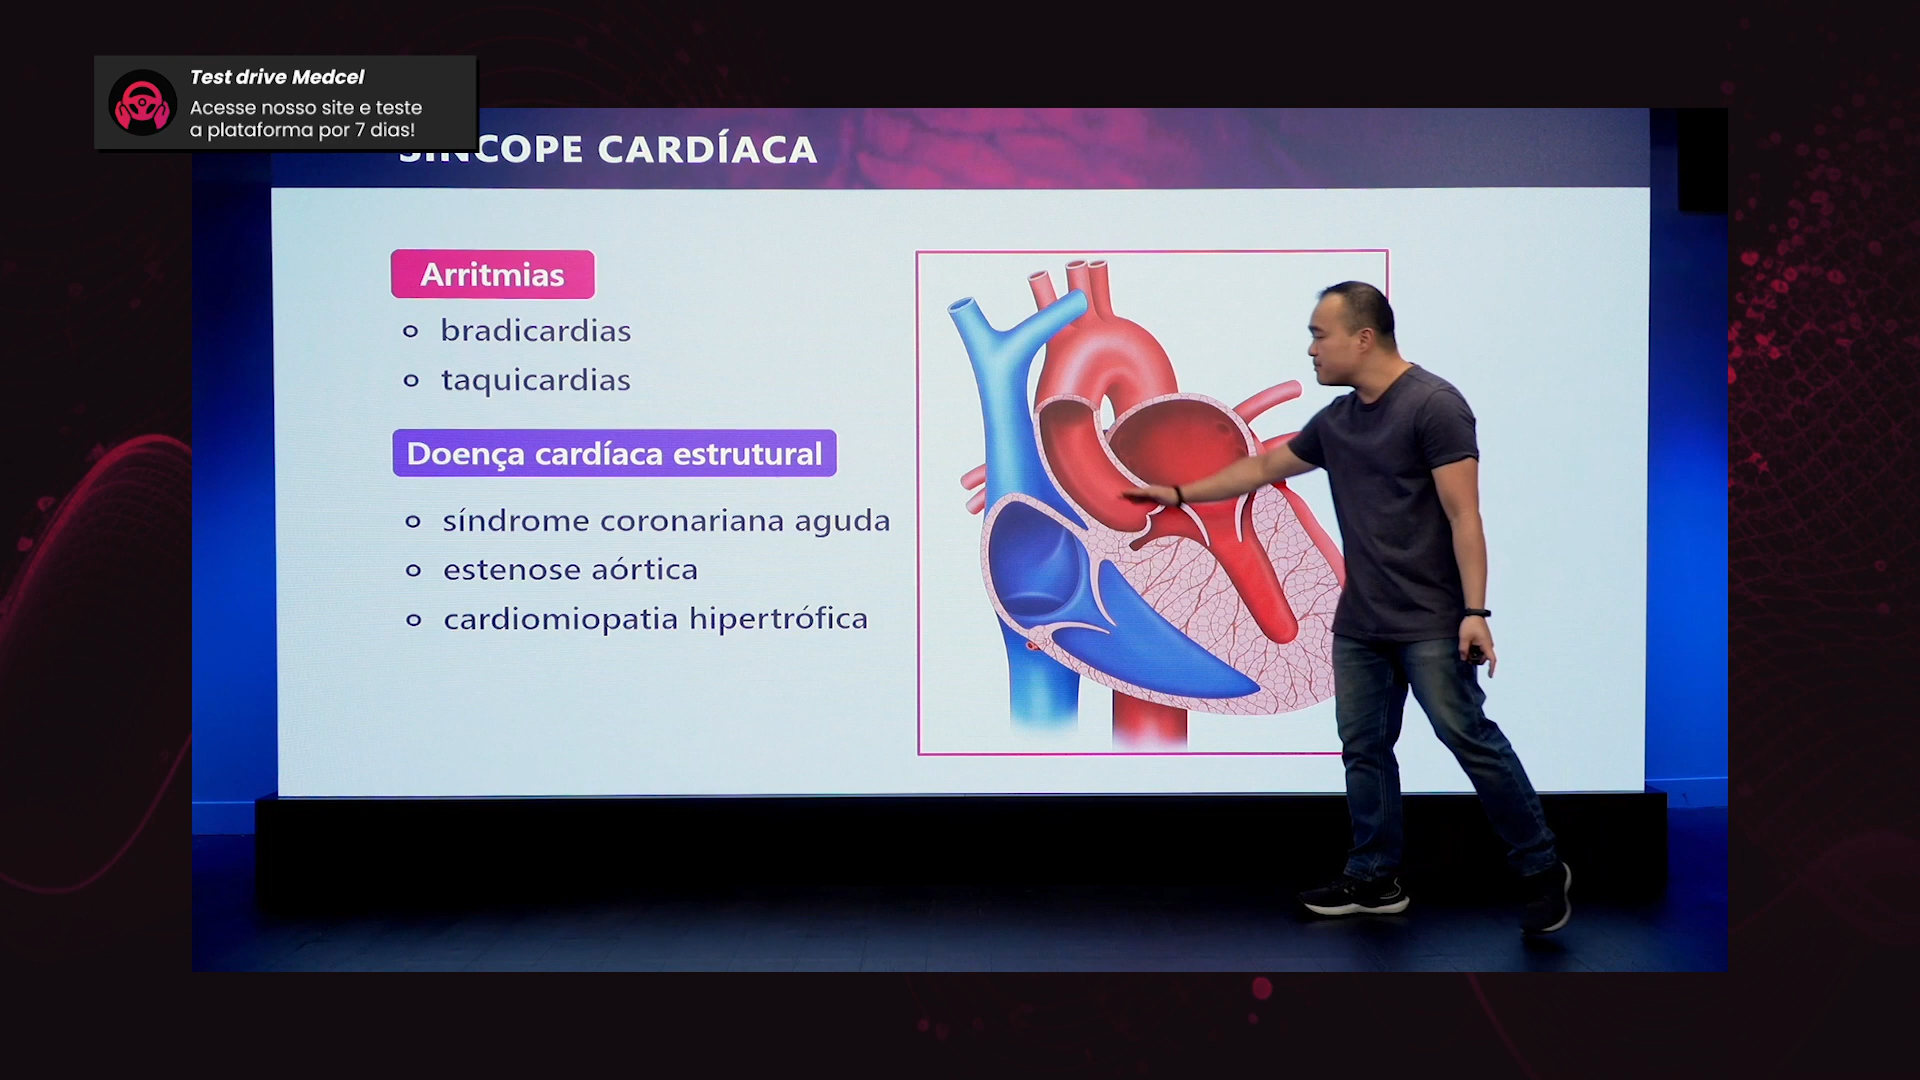 Test drive Medcel
Acesse nosso site e teste
a plataforma por 7 dias!
SÍNCOPE CARDÍACA
Arritmias
bradicardias
taquicardias
Doença cardíaca estrutural
síndrome coronariana aguda
estenose aórtica
cardiomiopatia hipertrófica